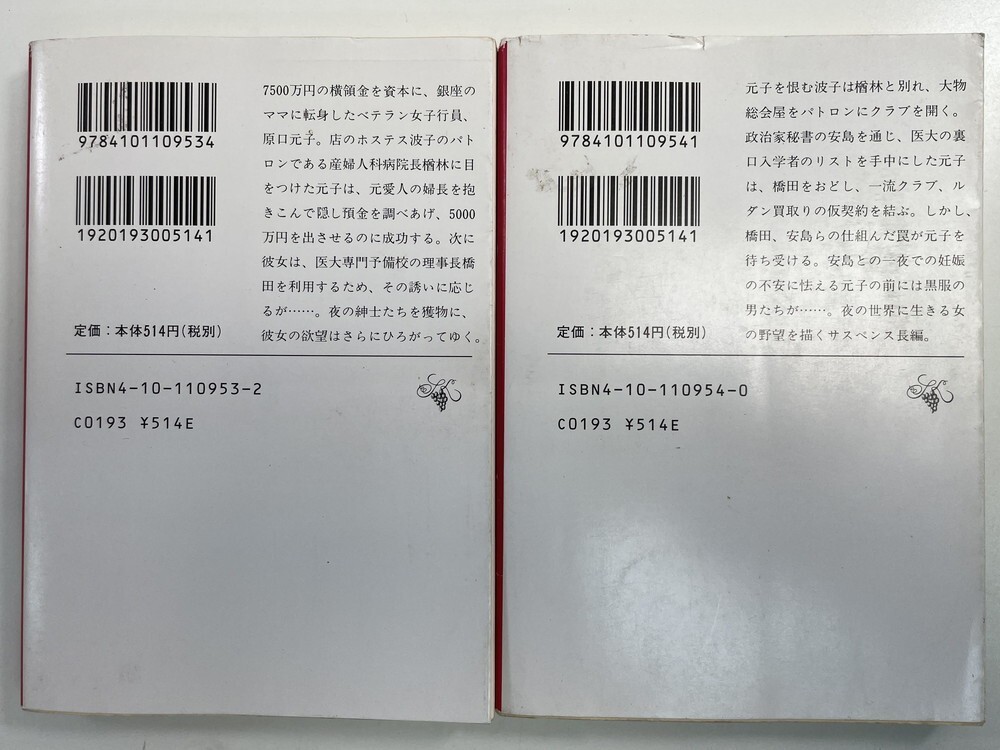 9784101109534
1920193005141
定価：本体514円(税別)
7500万円の横領金を資本に、銀座の
ママに転身したベテラン女子行員、
原口元子。店のホステス波子のパト
ロンである産婦人科病院長楢林に目
をつけた元子は、元愛人の婦長を抱
きこんで隠し預金を調べあげ、5000
万円を出させるのに成功する。次に
彼女は、医大専門予備校の理事長橋
田を利用するため、その誘いに応じ
るが……。夜の紳士たちを獲物に、
彼女の欲望はさらにひろがってゆく。
ISBN4-10-110953-2
C0193 ¥514E
9784101109541
1920193005141
定価：本体514円(税別)
元子を恨む波子は楢林と別れ、大物
総会屋をパトロンにクラブを開く。
政治家秘書の安島を通じ、医大の裏
口入学者のリストを手中にした元子
は、橋田をおどし、一流クラブ、ル
ダン買取りの仮契約を結ぶ。しかし、
橋田、安島らの仕組んだ罠が元子を
待ち受ける。安島との一夜での妊娠
の不安に怯える元子の前には黒服の
男たちが……。夜の世界に生きる女
の野望を描くサスペンス長編。
ISBN4-10-110954-0
C0193 ¥514E